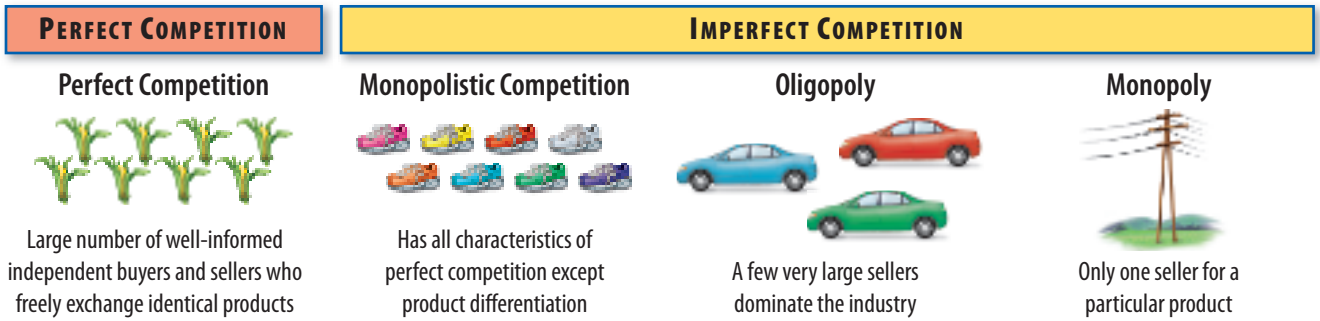 PERFECT COMPETITION
IMPERFECT COMPETITION
Perfect Competition
Large number of well-informed
independent buyers and sellers who
freely exchange identical products
Monopolistic Competition
Has all characteristics of
perfect competition except
product differentiation
Oligopoly
A few very large sellers
dominate the industry
Monopoly
Only one seller for a
particular product